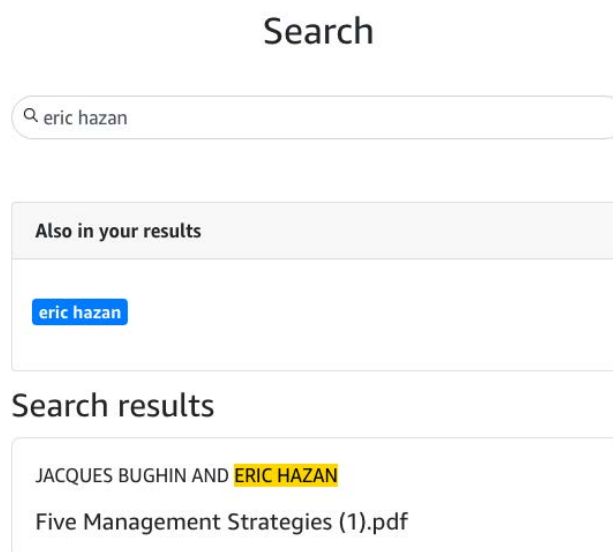 Search
eric hazan
Also in your results
eric hazan
Search results
JACQUES BUGHIN AND ERIC HAZAN
Five Management Strategies (1).pdf